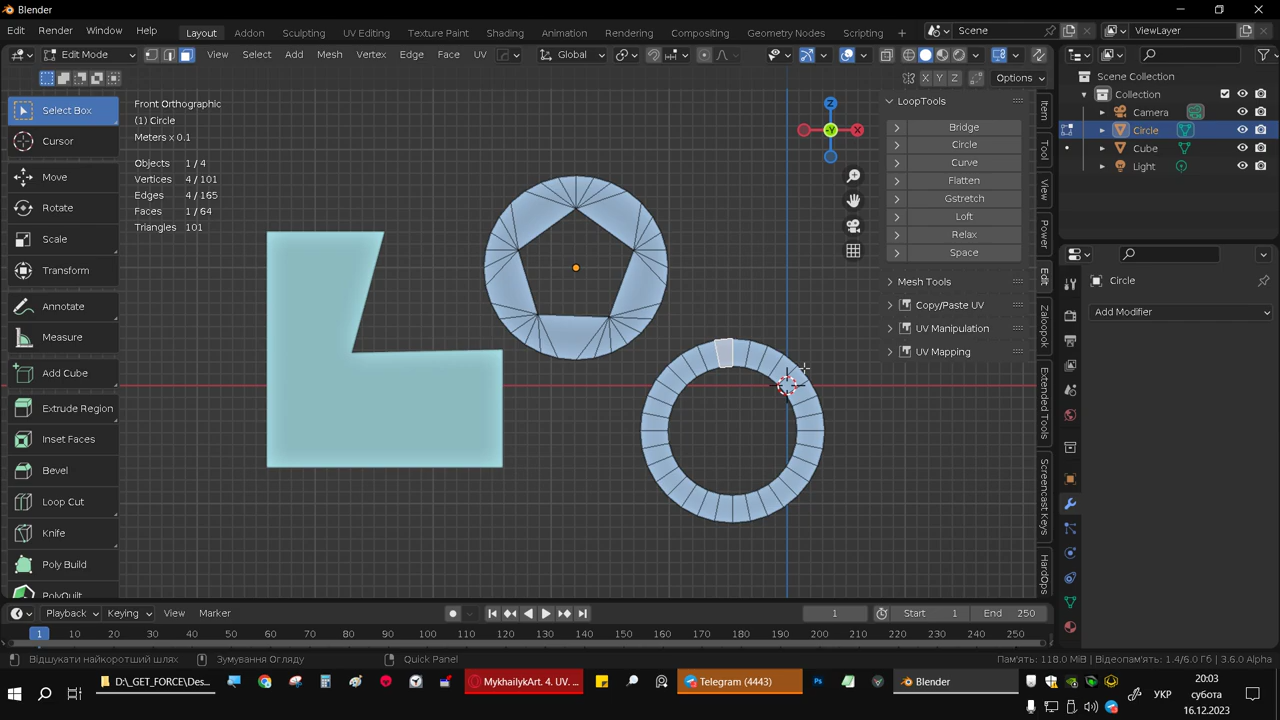 Blender
Edit Render Window Help Layout Addon Sculpting UV Editing Texture Paint Shading Animation Rendering Compositing Geometry Nodes Scripting Scene ViewLayer
Edit Mode View Select Add Mesh Vertex Edge Face UV Global
X Y Z Options
Select Box
Cursor
Move
Rotate
Scale
Transform
Annotate
Measure
Add Cube
Extrude Region
Inset Faces
Bevel
Loop Cut
Knife
Poly Build
PolyQuilt
Front Orthographic
(1) Circle
Meters x 0.1
Objects 1 / 4
Vertices 4 / 101
Edges 4 / 165
Faces 1 / 64
Triangles 101
Z
-Y
X
LoopTools
Bridge
Circle
Curve
Flatten
Gstretch
Loft
Relax
Space
Mesh Tools
Copy/Paste UV
UV Manipulation
UV Mapping
Item
Tool
View
Power
Edit
Zaloopok
Extended Tools
Screencast Keys
HardOps
Scene Collection
Collection
Camera
Circle
Cube
Light
Circle
Add Modifier
Playback Keying View Marker 1 Start 1 End 250
1 10 20 30 40 50 60 70 80 90 100 110 120 130 140 150 160 170 180 190 200 210 220 230 240 250
Відшукати найкоротший шлях Зумування Огляду Quick Panel Пам'ять: 118.0 MiB | Відеопам'ять: 1.4/6.0 Гб | 3.6.0 Alpha
D:\_GET_FORCE\Des... MykhailykArt. 4. UV. ... Telegram (4443) Ps Blender УКР
20:03
субота
16.12.2023